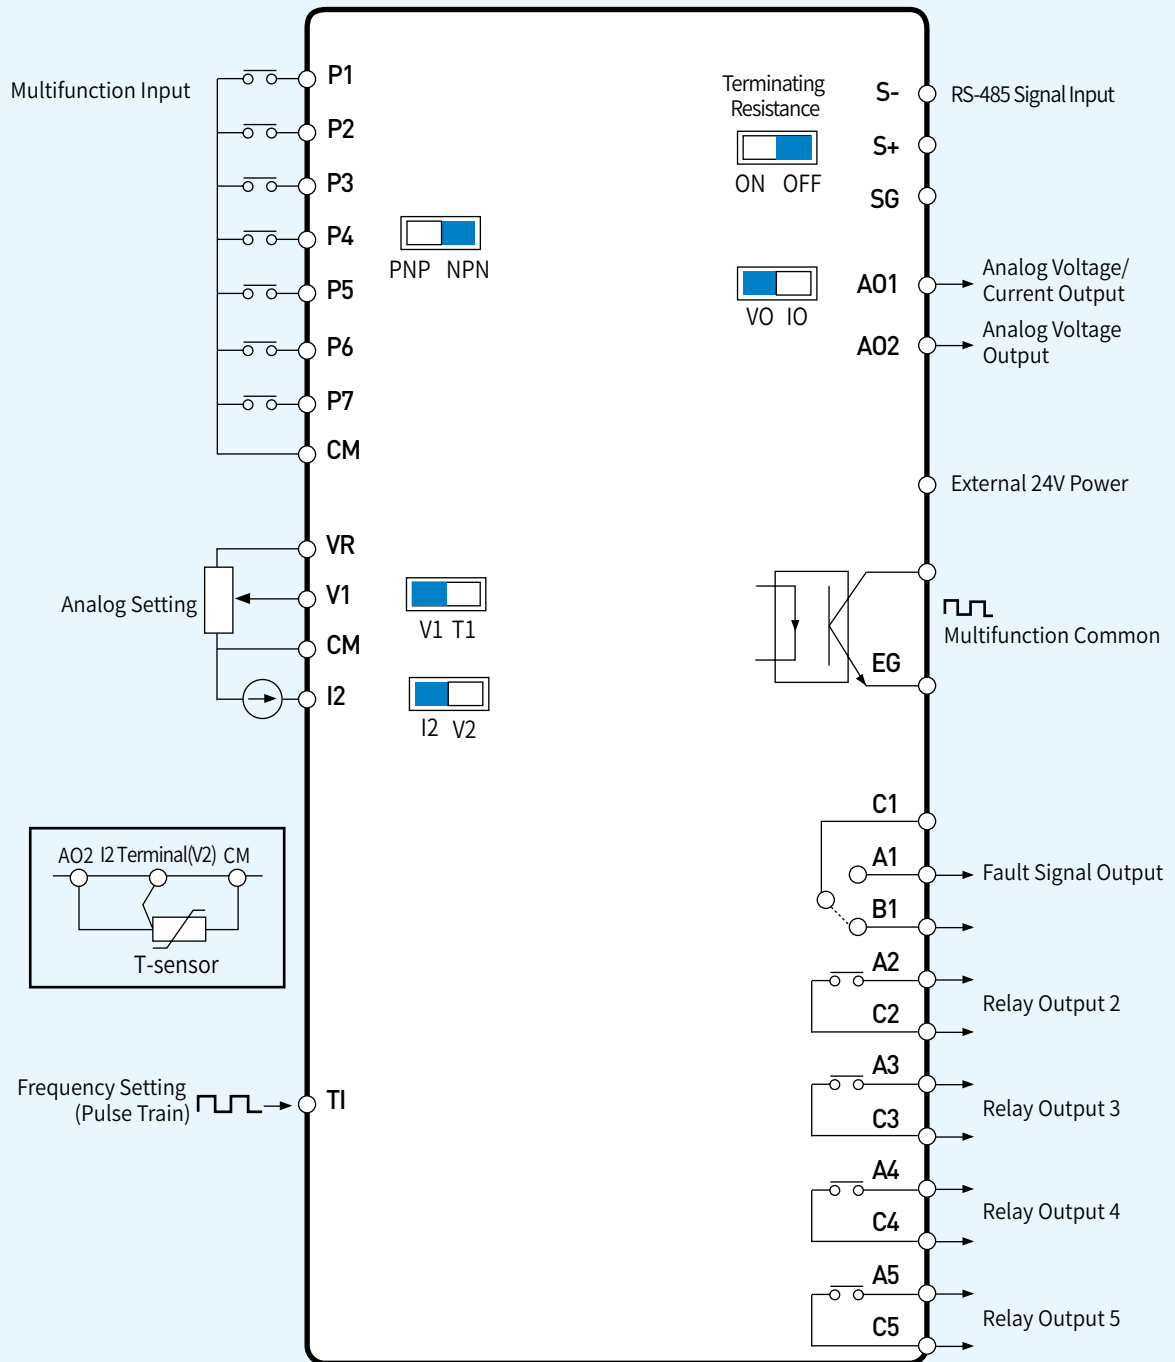 Multifunction Input
P1
P2
P3
P4
P5
P6
P7
CM
PNP NPN
Analog Setting
VR
V1
CM
I2
V1 T1
I2 V2
AO2 I2 Terminal(V2) CM
T-sensor
Frequency Setting
(Pulse Train)
TI
Terminating
Resistance
ON OFF
S-
RS-485 Signal Input
S+
SG
VO IO
AO1
Analog Voltage/
Current Output
AO2
Analog Voltage
Output
External 24V Power
Multifunction Common
EG
C1
A1
Fault Signal Output
B1
A2
C2
Relay Output 2
A3
C3
Relay Output 3
A4
C4
Relay Output 4
A5
C5
Relay Output 5